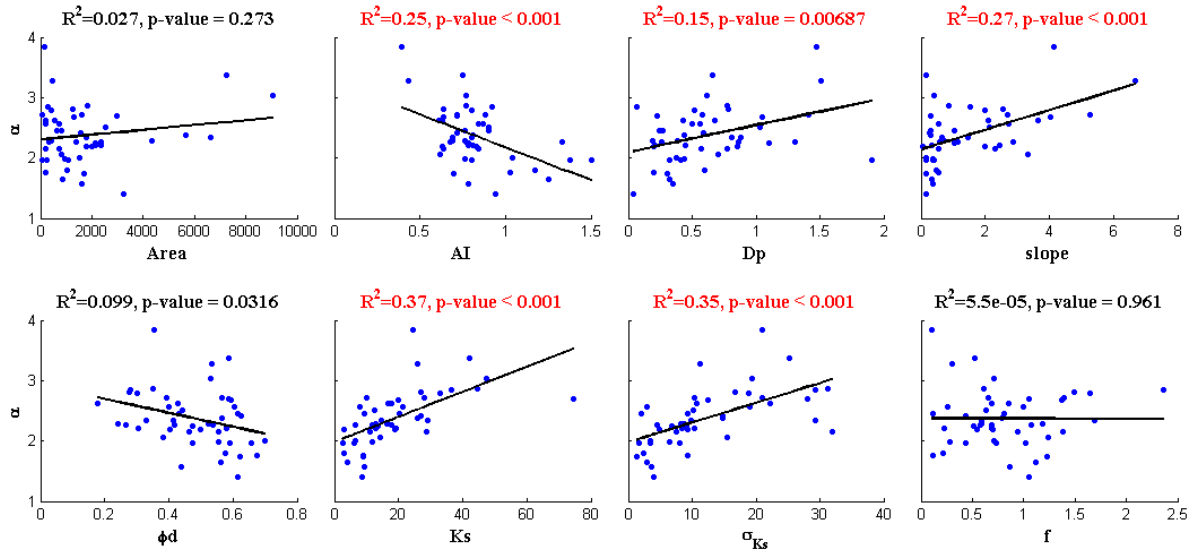 R²=0.027, p-value = 0.273
R²=0.25, p-value < 0.001
R²=0.15, p-value = 0.00687
R²=0.27, p-value < 0.001
4
3
2
1
α
0 2000 4000 6000 8000 10000
0 0.5 1 1.5
0 0.5 1 1.5 2
0 2 4 6 8
Area
AI
Dp
slope
R²=0.099, p-value = 0.0316
R²=0.37, p-value < 0.001
R²=0.35, p-value < 0.001
R²=5.5e-05, p-value = 0.961
4
3
2
1
α
0 0.2 0.4 0.6 0.8
0 20 40 60 80
0 10 20 30 40
0 0.5 1 1.5 2 2.5
ϕd
Ks
σKs
f